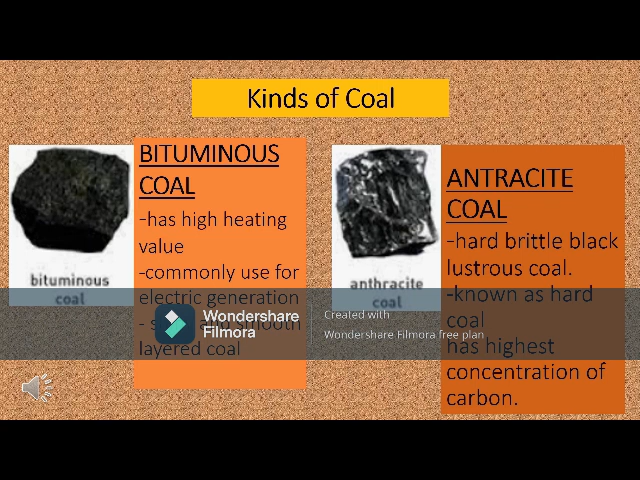 Kinds of Coal
BITUMINOUS
COAL
-has high heating
value
-commonly use for
electric generation
- smooth
layered coal
bituminous
coal
ANTRACITE
COAL
-hard brittle black
lustrous coal.
-known as hard
coal
has highest
concentration of
carbon.
anthracite
coal
Wondershare
Filmora
Created with
Wondershare Filmora free plan